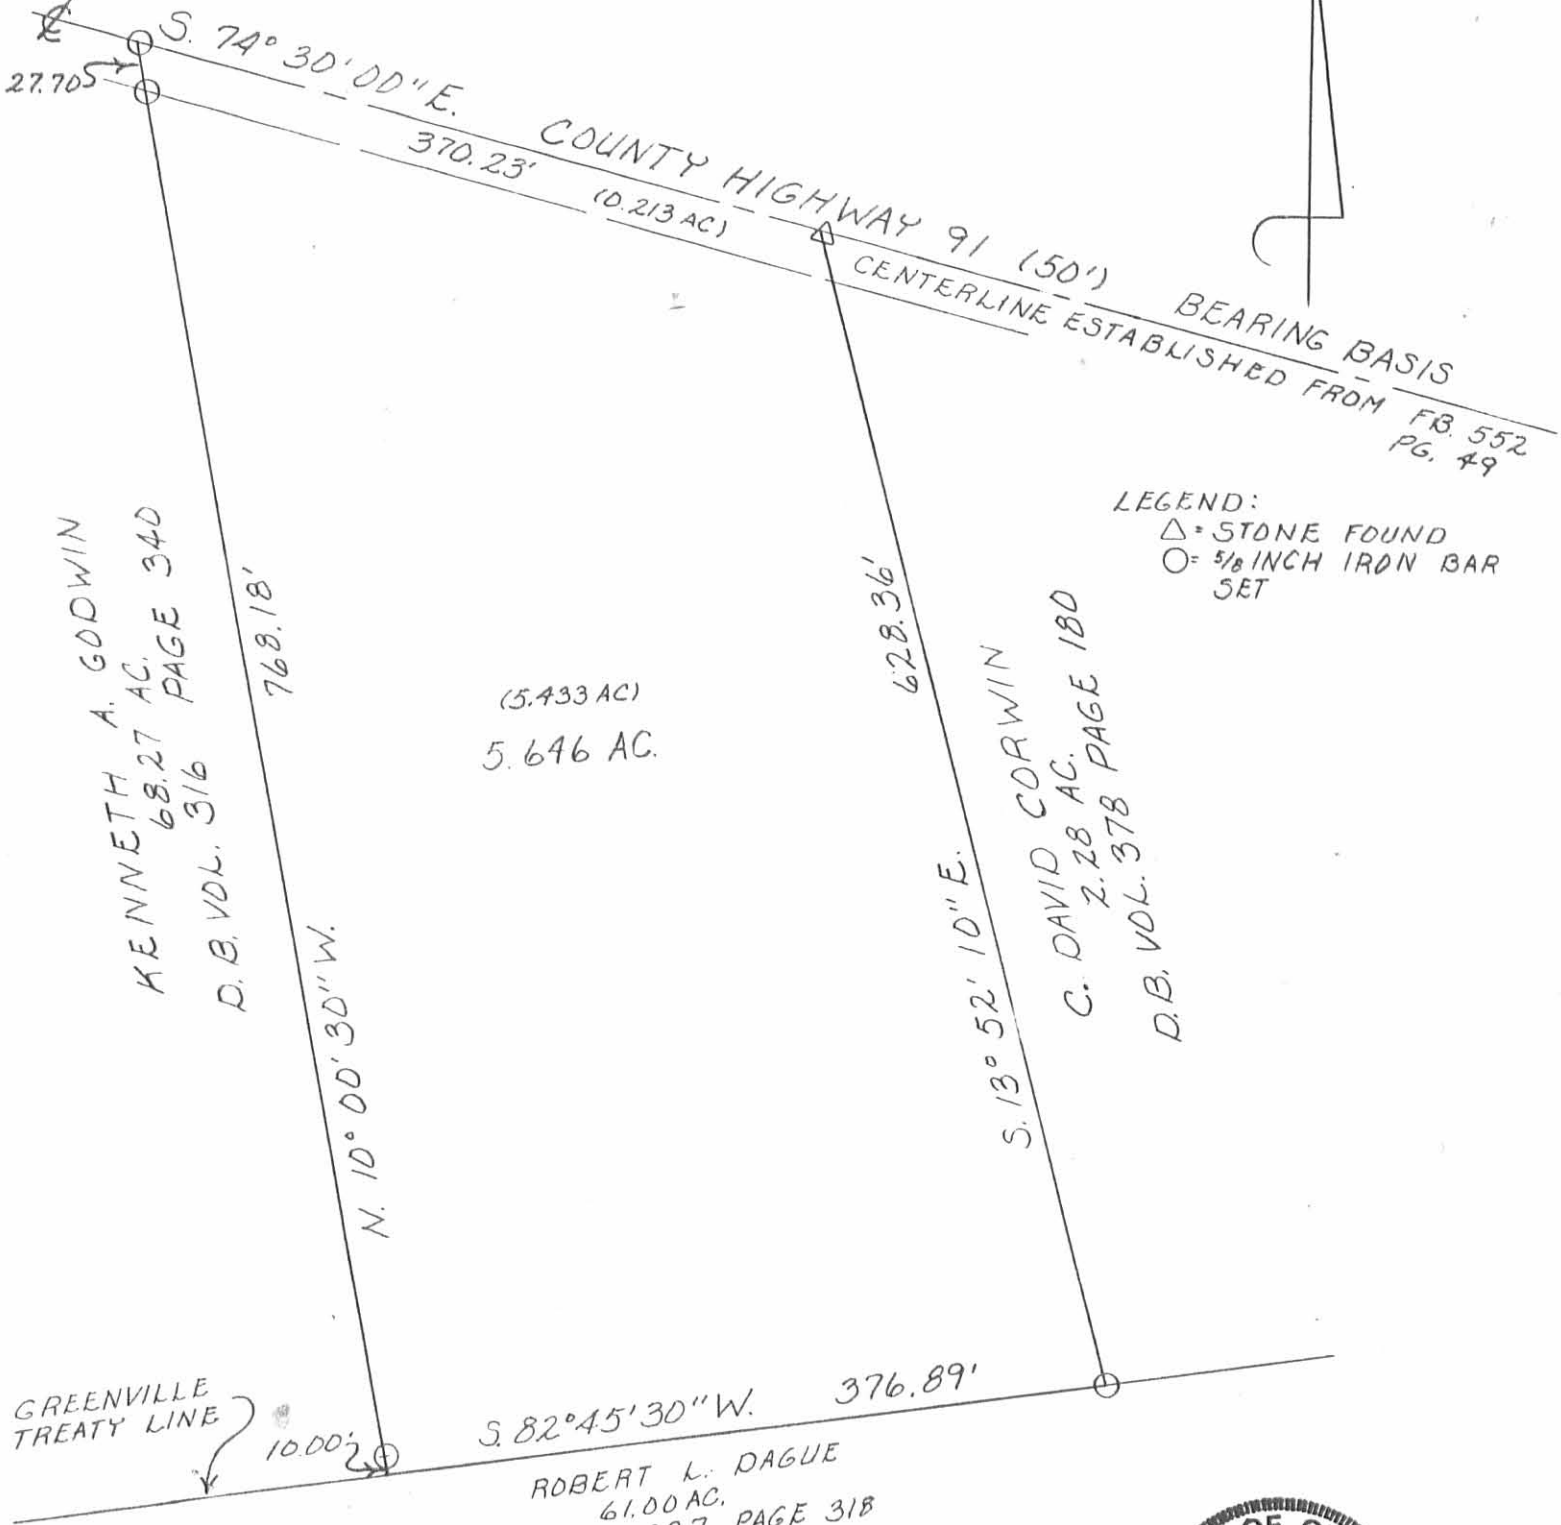 S. 74° 30' 00" E.
27.70
370.23'
(0.213 AC)
COUNTY HIGHWAY 91 (50')
BEARING BASIS
CENTERLINE ESTABLISHED FROM FB. 552
PG. 49
LEGEND:
△ = STONE FOUND
○ = 5/8 INCH IRON BAR
SET
KENNETH A. GODWIN
68.27 AC.
D.B. VOL. 316 PAGE 340
768.18'
N. 10° 00' 30" W.
(5.433 AC)
5.646 AC.
628.36'
S. 13° 52' 10" E.
C. DAVID CORWIN
2.28 AC.
D.B. VOL. 378 PAGE 180
GREENVILLE
TREATY LINE
10.00'
S. 82°45'30" W.
376.89'
ROBERT L. DAGUE
61.00 AC.
PAGE 318
OF